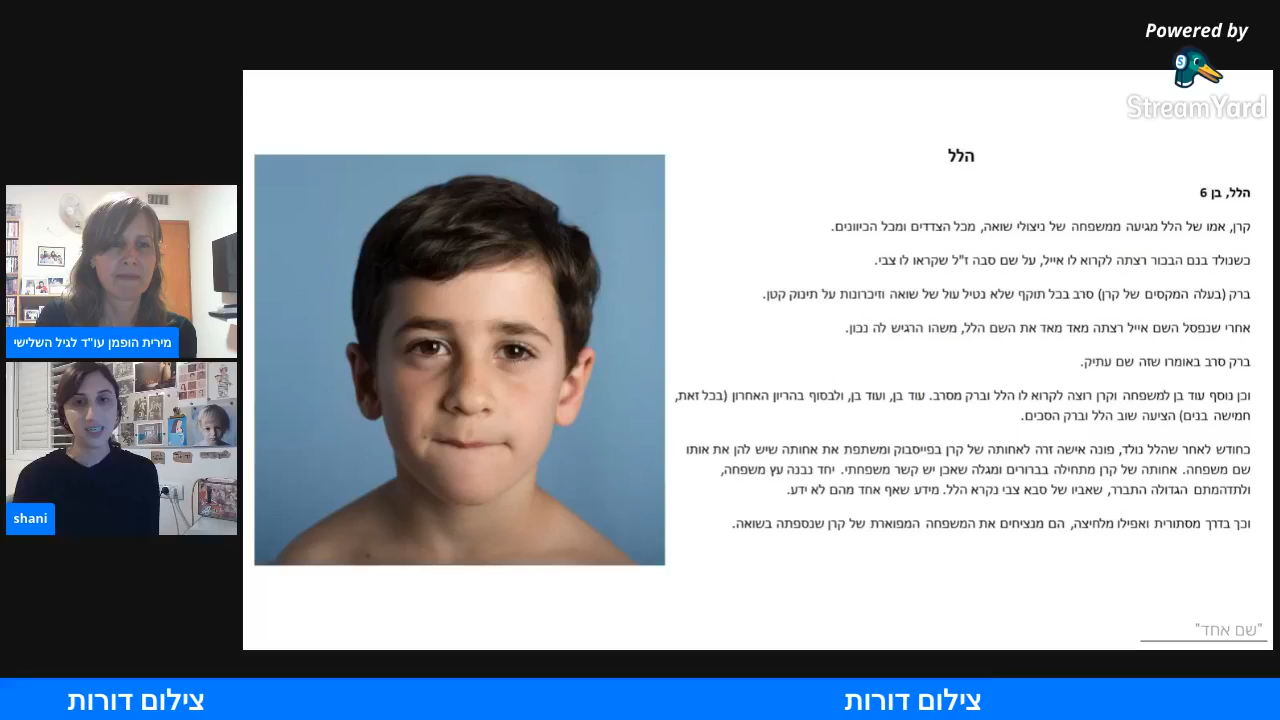 Powered by
StreamYard
הלל
הלל, בן 6
קרן, אמו של הלל מגיעה ממשפחה של ניצולי שואה, מכל הצדדים ומכל הכיוונים.
כשנולד בנם הבכור רצתה לקרוא לו אייל, על שם סבה ז"ל שקראו לו צבי.
ברק (בעלה המקסים של קרן) סרב בכל תוקף שלא נטיל עול של שואה וזיכרונות על תינוק קטן.
אחרי שנפסל השם אייל רצתה מאד מאד את השם הלל, משהו הרגיש לה נכון.
ברק סרב באומרו שזה שם עתיק.
וכן נוסף עוד בן למשפחה וקרן רוצה לקרוא לו הלל וברק מסרב. עוד בן, ועוד בן, ולבסוף בהריון האחרון (בכל זאת,
חמישה בנים) הציעה שוב הלל וברק הסכים.
כחודש לאחר שהלל נולד, פונה אישה זרה לאחותה של קרן בפייסבוק ומשתפת את אחותה שיש להן את אותו
שם משפחה. אחותה של קרן מתחילה בברורים ומגלה שאכן יש קשר משפחתי. יחד נבנה עץ משפחה,
ולתדהמתם הגדולה התברר, שאביו של סבא צבי נקרא הלל. מידע שאף אחד מהם לא ידע.
וכך בדרך מסתורית ואפילו מלחיצה, הם מנציחים את המשפחה המפוארת של קרן שנספתה בשואה.
"שם אחד"
מירית הופמן עו"ד לגיל השלישי
shani
צילום דורות
צילום דורות